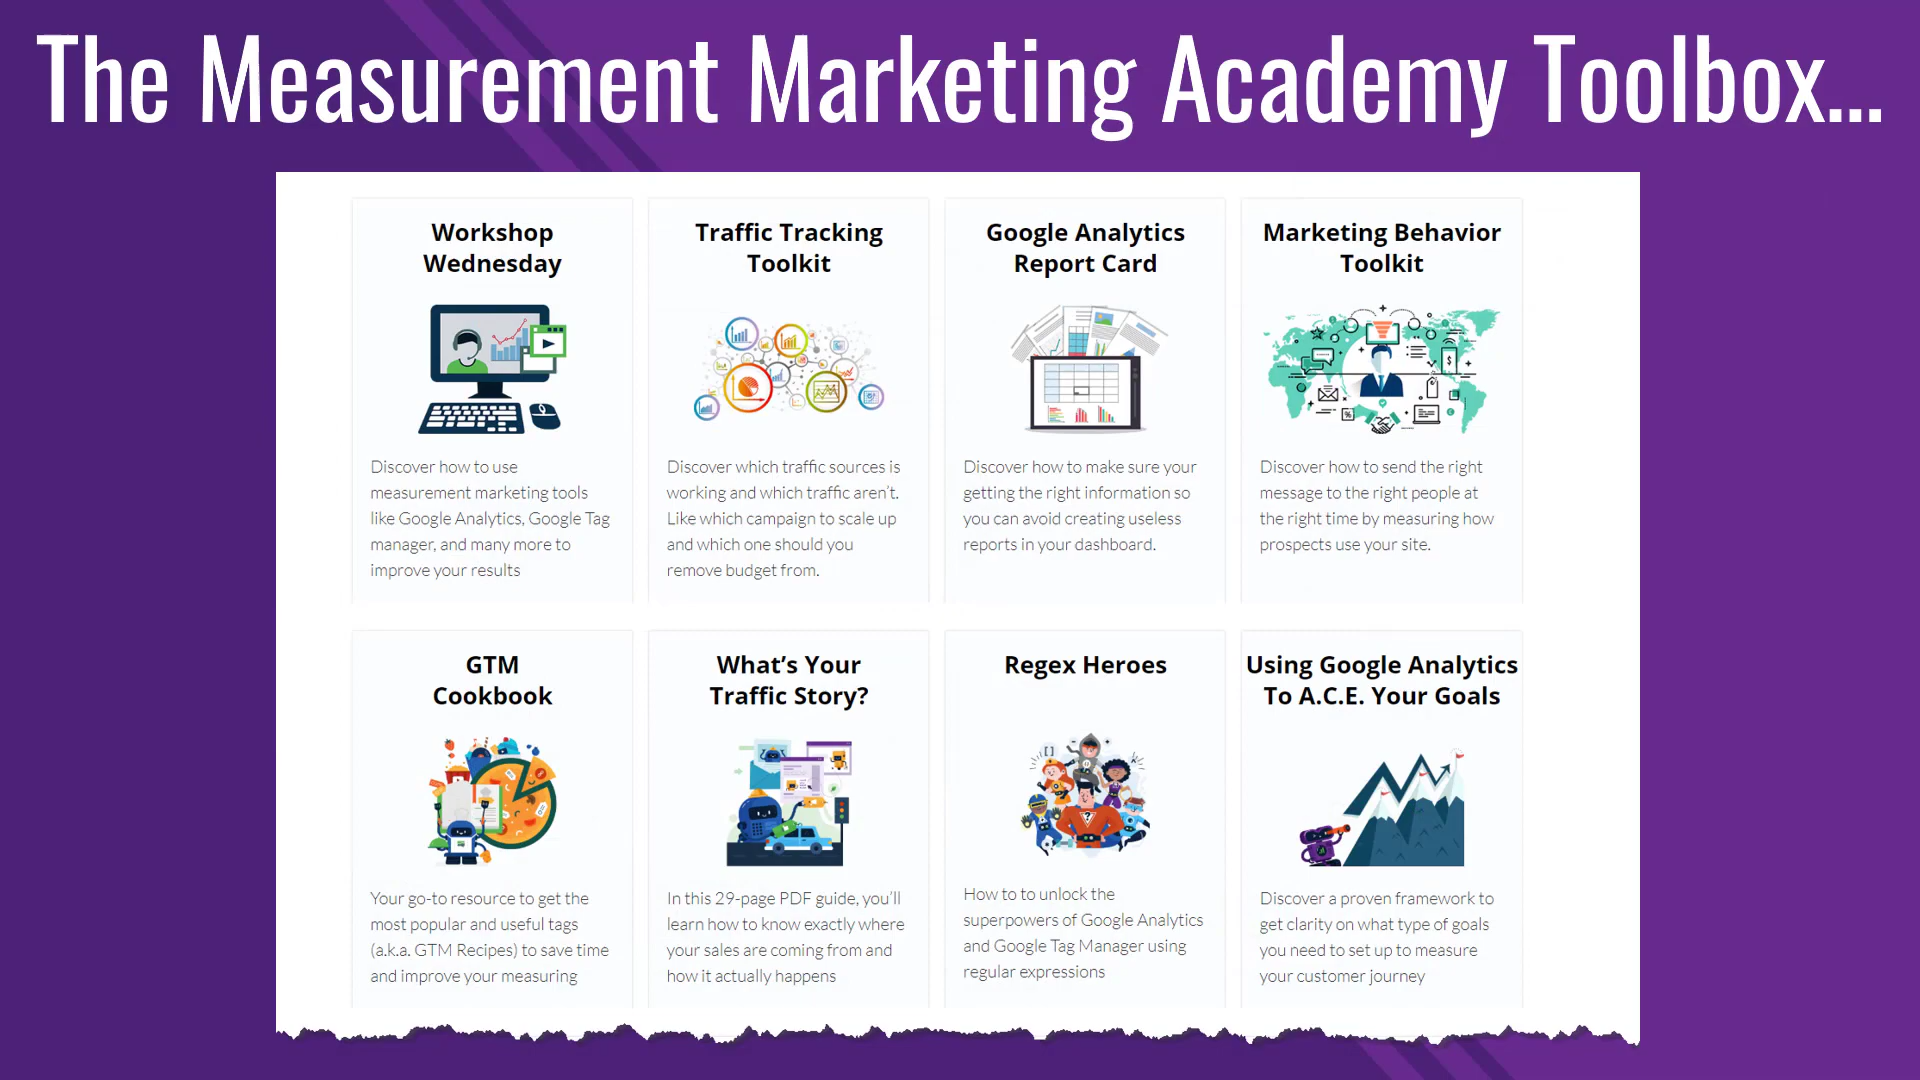 The Measurement Marketing Academy Toolbox...
Workshop
Wednesday
Discover how to use
measurement marketing tools
like Google Analytics, Google Tag
manager, and many more to
improve your results
Traffic Tracking
Toolkit
Discover which traffic sources is
working and which traffic aren't.
Like which campaign to scale up
and which one should you
remove budget from.
Google Analytics
Report Card
Discover how to make sure your
getting the right information so
you can avoid creating useless
reports in your dashboard.
Marketing Behavior
Toolkit
Discover how to send the right
message to the right people at
the right time by measuring how
prospects use your site.
GTM
Cookbook
Your go-to resource to get the
most popular and useful tags
(a.k.a. GTM Recipes) to save time
and improve your measuring
What's Your
Traffic Story?
In this 29-page PDF guide, you'll
learn how to know exactly where
your sales are coming from and
how it actually happens
Regex Heroes
How to to unlock the
superpowers of Google Analytics
and Google Tag Manager using
regular expressions
Using Google Analytics
To A.C.E. Your Goals
Discover a proven framework to
get clarity on what type of goals
you need to set up to measure
your customer journey